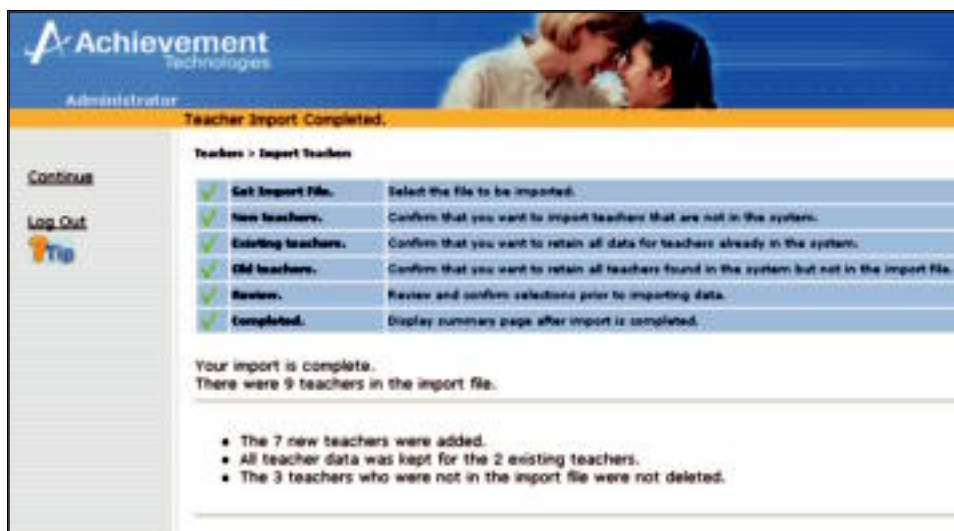 Achievement
Technologies
Administrator
Teacher Import Completed.
Teachers > Import Teachers
Continue
Log Out
Tip
Get Import File. Select the file to be imported.
New teachers. Confirm that you want to import teachers that are not in the system.
Existing teachers. Confirm that you want to retain all data for teachers already in the system.
Old teachers. Confirm that you want to retain all teachers found in the system but not in the import file.
Review. Review and confirm selections prior to importing data.
Completed. Display summary page after import is completed.
Your import is complete.
There were 9 teachers in the import file.
• The 7 new teachers were added.
• All teacher data was kept for the 2 existing teachers.
• The 3 teachers who were not in the import file were not deleted.